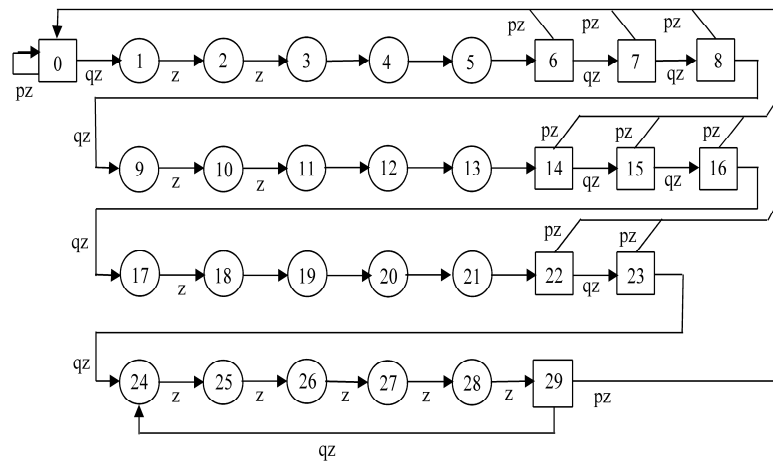 pz pz pz
0 1 2 3 4 5 6 7 8
pz qz z z qz qz
qz pz pz pz
9 10 11 12 13 14 15 16
z z qz qz
qz pz pz
17 18 19 20 21 22 23
z qz
qz
24 25 26 27 28 29
z z z z z pz
qz